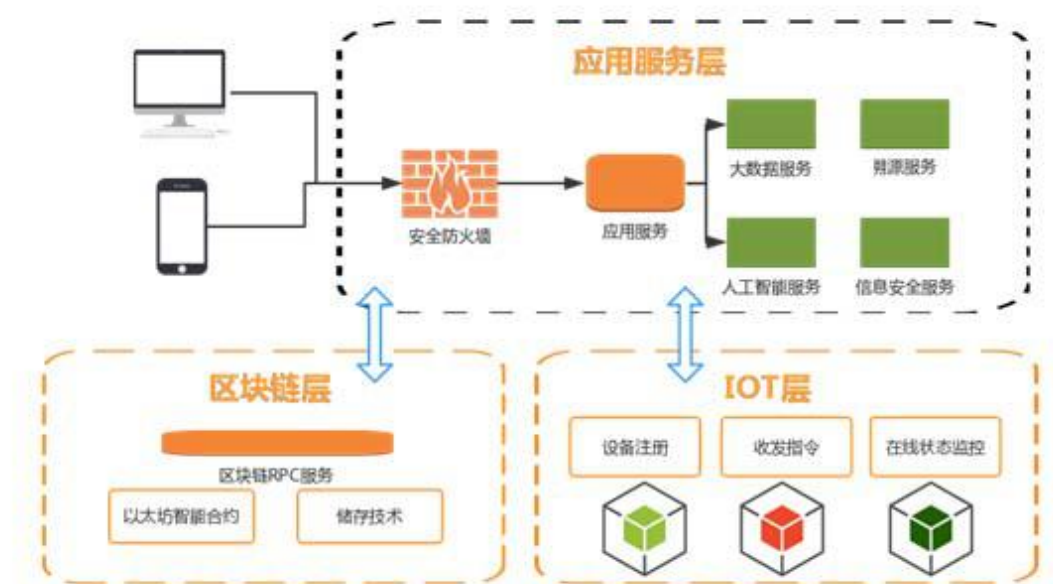 应用服务层
大数据服务
溯源服务
安全防火墙
应用服务
人工智能服务
信息安全服务
区块链层
IOT层
设备注册
收发指令
在线状态监控
区块链RPC服务
以太坊智能合约
储存技术